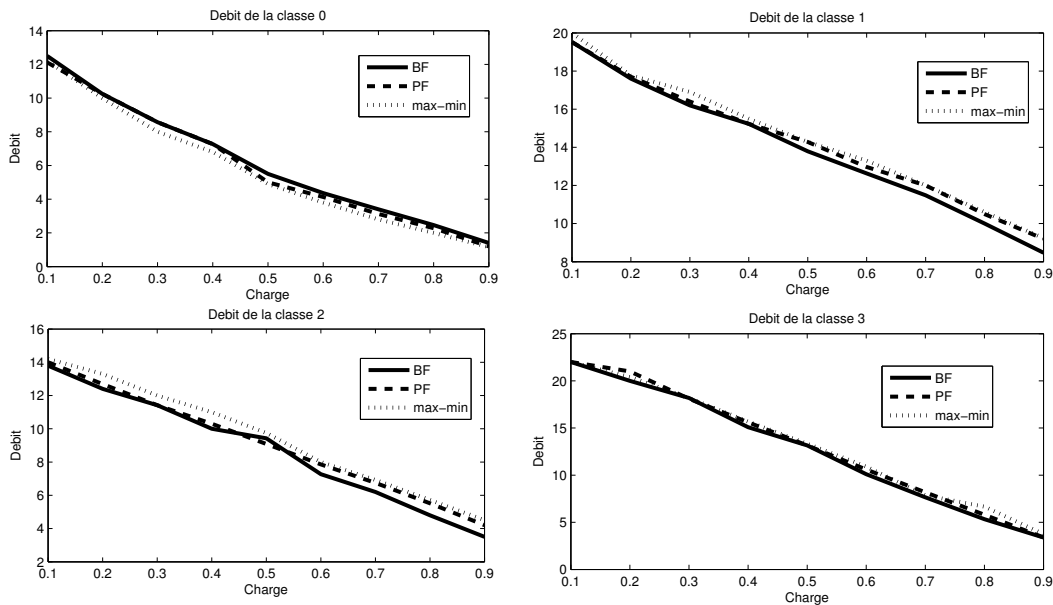 Debit de la classe 0
14
12
10
8
6
4
2
0
Debit
BF
PF
max-min
0.1 0.2 0.3 0.4 0.5 0.6 0.7 0.8 0.9
Charge
Debit de la classe 1
20
18
16
14
12
10
8
Debit
BF
PF
max-min
0.1 0.2 0.3 0.4 0.5 0.6 0.7 0.8 0.9
Charge
Debit de la classe 2
16
14
12
10
8
6
4
2
Debit
BF
PF
max-min
0.1 0.2 0.3 0.4 0.5 0.6 0.7 0.8 0.9
Charge
Debit de la classe 3
25
20
15
10
5
0
Debit
BF
PF
max-min
0.1 0.2 0.3 0.4 0.5 0.6 0.7 0.8 0.9
Charge